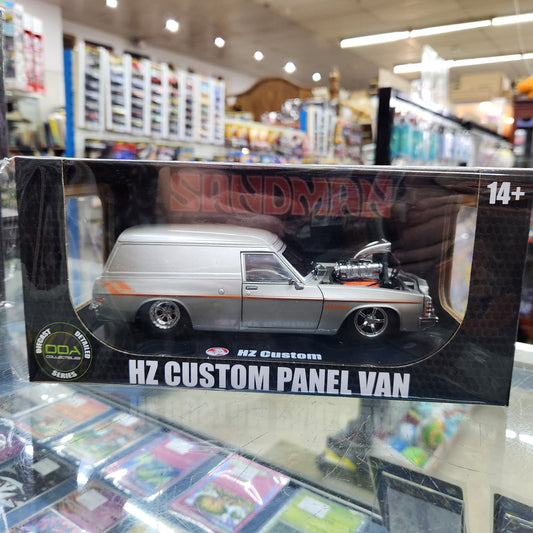 SANDMAN
14+
DIECAST DETAILED
DDA
COLLECTIBLES
SERIES
HZ Custom
HZ CUSTOM PANEL VAN